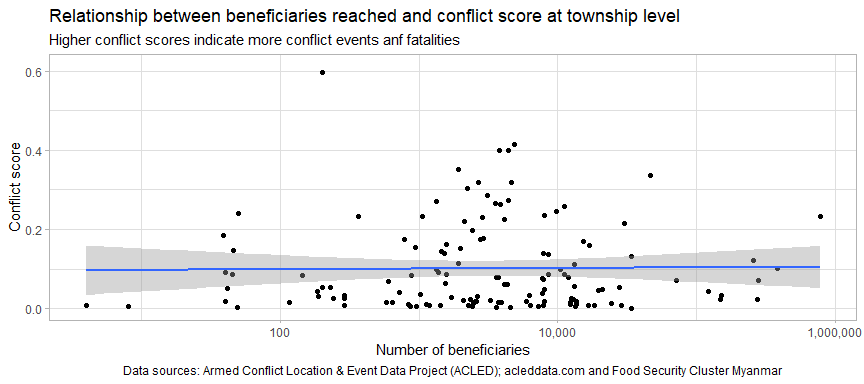 Relationship between beneficiaries reached and conflict score at township level
Higher conflict scores indicate more conflict events anf fatalities
0.6
0.4
0.2
0.0
Conflict score
100
10,000
1,000,000
Number of beneficiaries
Data sources: Armed Conflict Location & Event Data Project (ACLED); acleddata.com and Food Security Cluster Myanmar